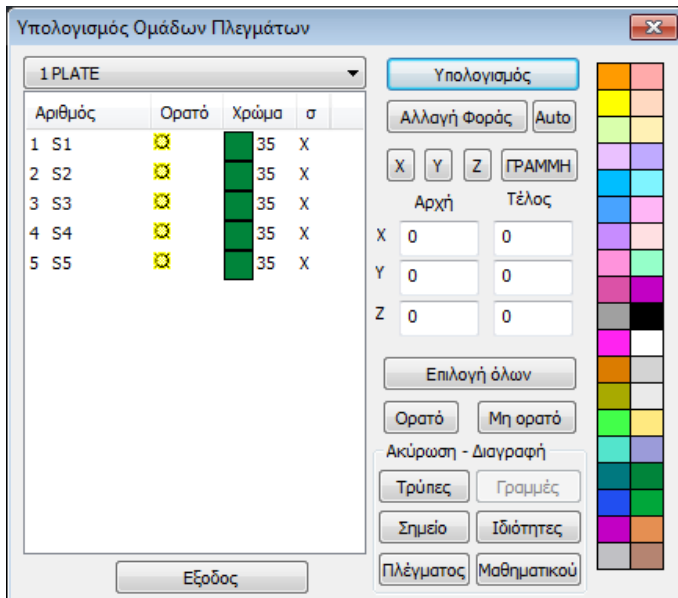 Υπολογισμός Ομάδων Πλεγμάτων
1 PLATE
Αριθμός Ορατό Χρώμα σ
1 S1 35 X
2 S2 35 X
3 S3 35 X
4 S4 35 X
5 S5 35 X
Εξοδος
Υπολογισμός
Αλλαγή Φοράς Auto
X Y Z ΓΡΑΜΜΗ
Αρχή Τέλος
X 0 0
Y 0 0
Z 0 0
Επιλογή όλων
Ορατό Μη ορατό
Ακύρωση - Διαγραφή
Τρύπες Γραμμές
Σημείο Ιδιότητες
Πλέγματος Μαθηματικού